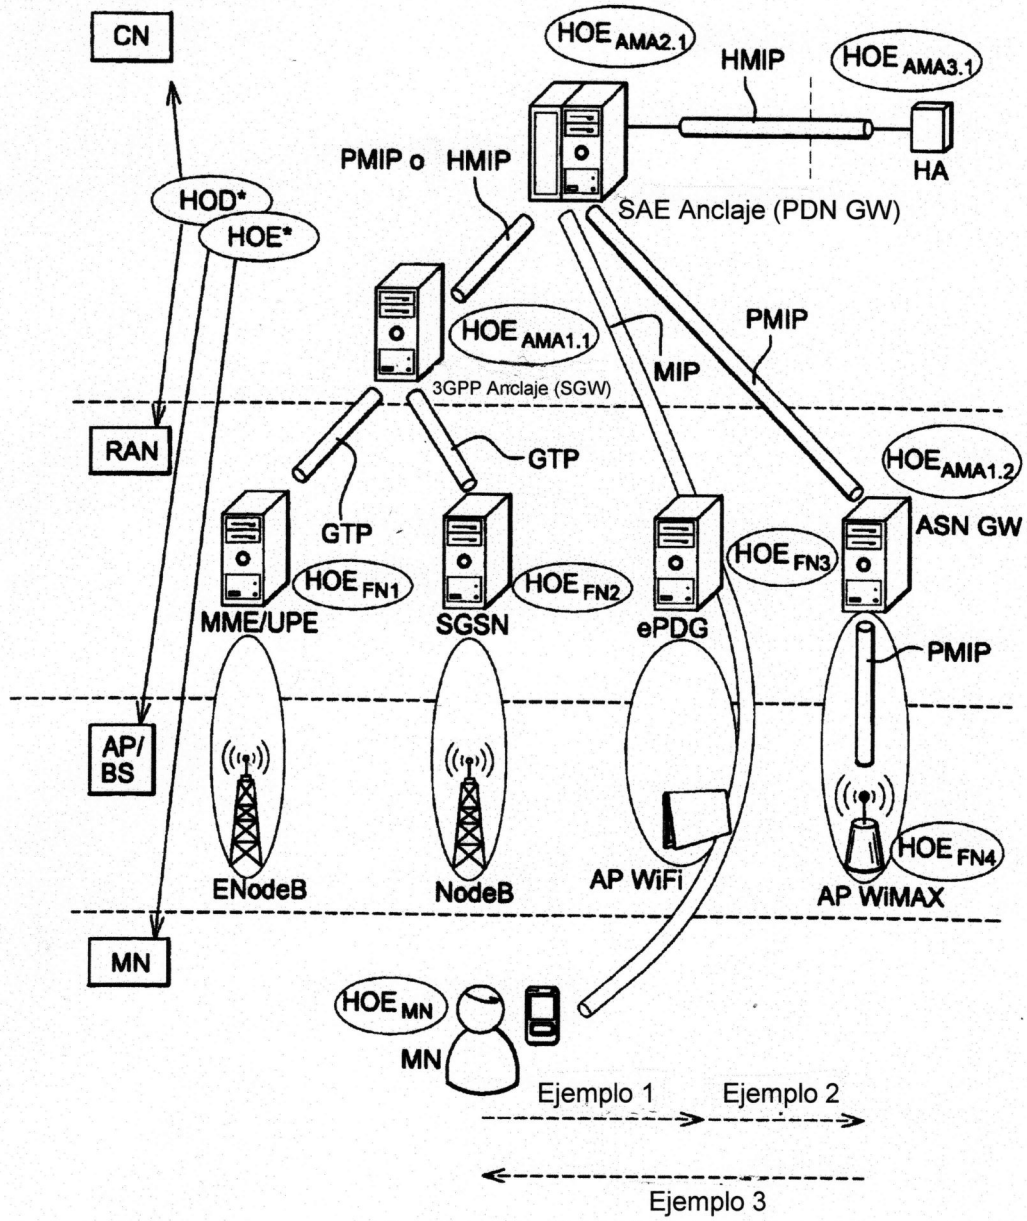 CN
HOE AMA2.1
HMIP
HOE AMA3.1
HA
PMIP o HMIP
SAE Anclaje (PDN GW)
HOD*
HOE*
HOE AMA1.1
MIP
PMIP
3GPP Anclaje (SGW)
RAN
GTP
GTP
HOE AMA1.2
ASN GW
HOE FN1
HOE FN2
HOE FN3
MME/UPE
SGSN
ePDG
PMIP
AP/
BS
HOE FN4
ENodeB
NodeB
AP WiFi
AP WiMAX
MN
HOE MN
MN
Ejemplo 1
Ejemplo 2
Ejemplo 3